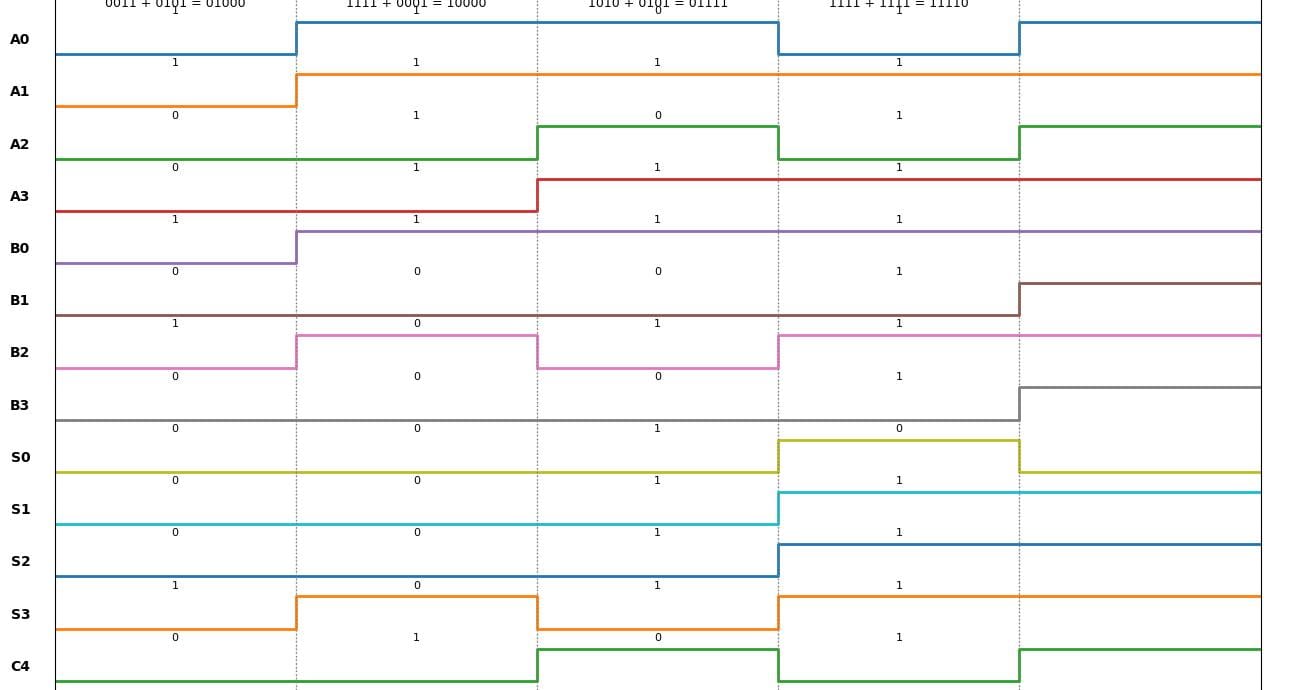 0011 + 0101 = 01000 1111 + 0001 = 10000 1010 + 0101 = 01111 1111 + 1111 = 11110
1 1 0 1
A0
1 1 1 1
A1
0 1 0 1
A2
0 1 1 1
A3
1 1 1 1
B0
0 0 0 1
B1
1 0 1 1
B2
0 0 0 1
B3
0 0 1 0
S0
0 0 1 1
S1
0 0 1 1
S2
1 0 1 1
S3
0 1 0 1
C4